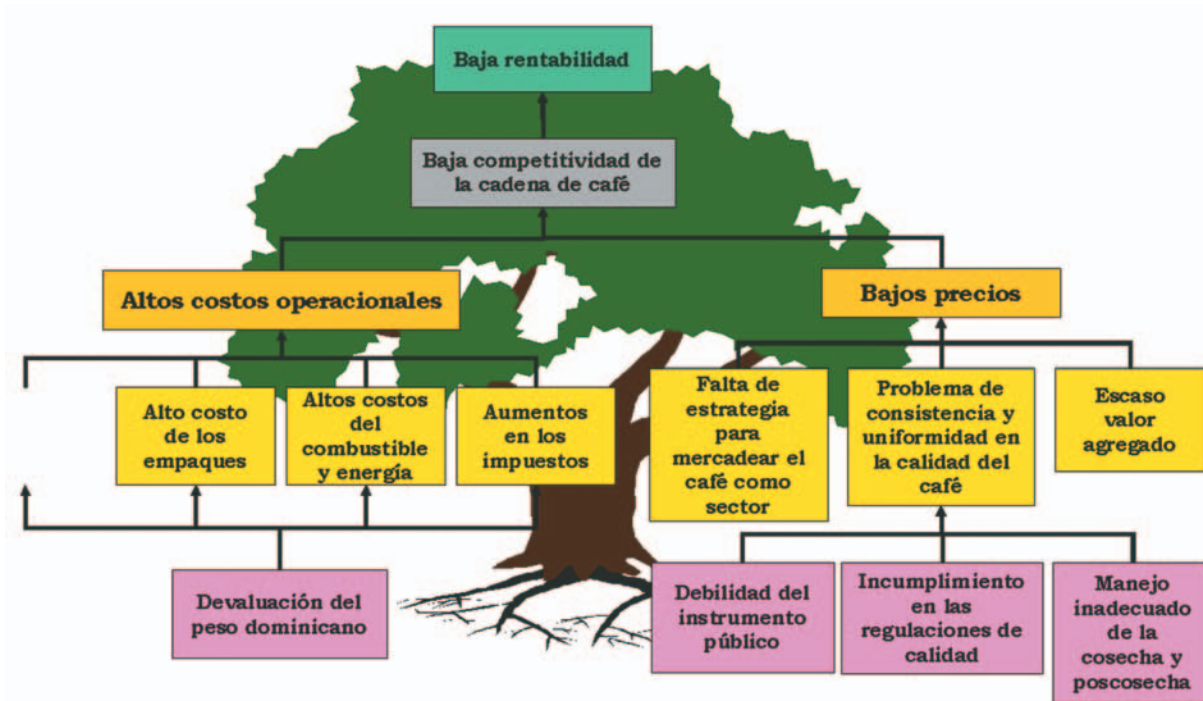 Baja rentabilidad
Baja competitividad de
la cadena de café
Altos costos operacionales
Bajos precios
Alto costo
de los
empaques
Altos costos
del
combustible
y energía
Aumentos
en los
impuestos
Falta de
estrategia
para
mercadear el
café como
sector
Problema de
consistencia y
uniformidad en
la calidad del
café
Escaso
valor
agregado
Devaluación del
peso dominicano
Debilidad del
instrumento
público
Incumplimiento
en las
regulaciones de
calidad
Manejo
inadecuado
de la
cosecha y
poscosecha